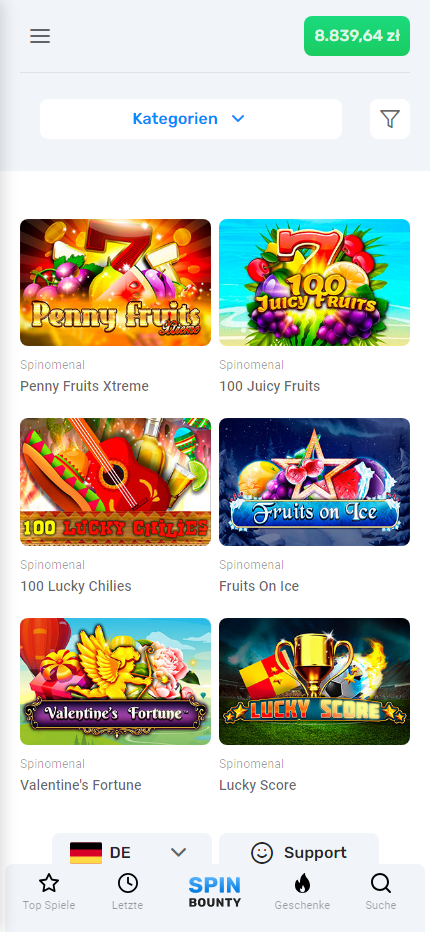 8.839,64 zł
Kategorien
Penny Fruits
Xtreme
100
Juicy Fruits
Spinomenal
Spinomenal
Penny Fruits Xtreme
100 Juicy Fruits
100 LUCKY CHILIES
Fruits on Ice
Spinomenal
Spinomenal
100 Lucky Chilies
Fruits On Ice
Valentine's Fortune™
LUCKY SCORE
Spinomenal
Spinomenal
Valentine's Fortune
Lucky Score
DE
Support
SPIN
BOUNTY
Top Spiele
Letzte
Geschenke
Suche